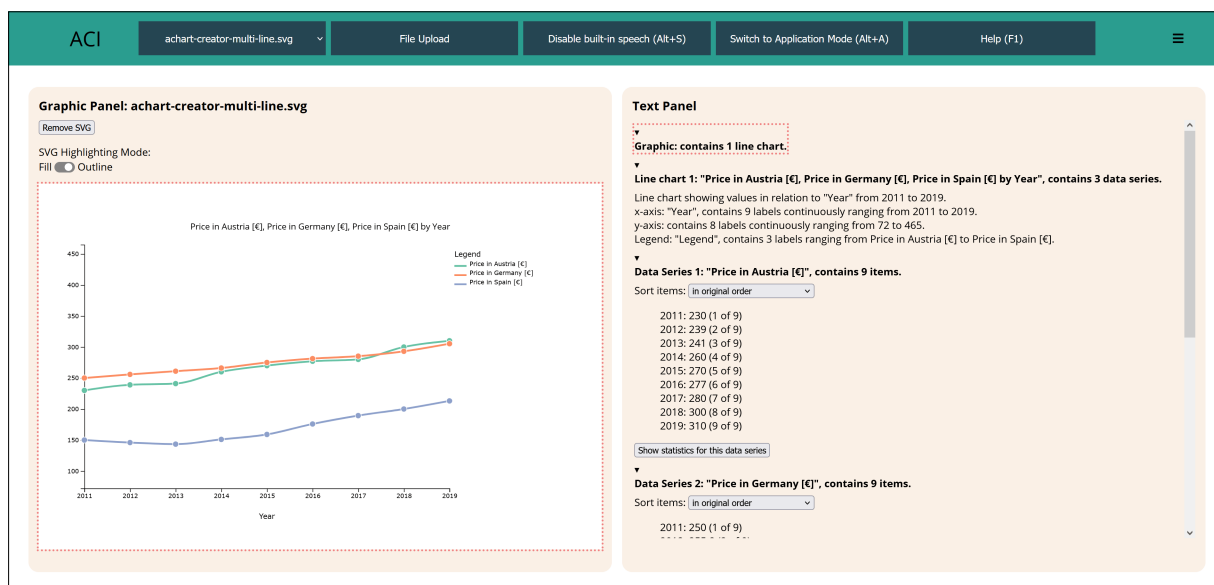 ACI
achart-creator-multi-line.svg
File Upload
Disable built-in speech (Alt+S)
Switch to Application Mode (Alt+A)
Help (F1)
Graphic Panel: achart-creator-multi-line.svg
Remove SVG
SVG Highlighting Mode:
Fill Outline
Price in Austria [€], Price in Germany [€], Price in Spain [€] by Year
Legend
Price in Austria [€]
Price in Germany [€]
Price in Spain [€]
450
400
350
300
250
200
150
100
2011 2012 2013 2014 2015 2016 2017 2018 2019
Year
Text Panel
Graphic: contains 1 line chart.
Line chart 1: "Price in Austria [€], Price in Germany [€], Price in Spain [€] by Year", contains 3 data series.
Line chart showing values in relation to "Year" from 2011 to 2019.
x-axis: "Year", contains 9 labels continuously ranging from 2011 to 2019.
y-axis: contains 8 labels continuously ranging from 72 to 465.
Legend: "Legend", contains 3 labels ranging from Price in Austria [€] to Price in Spain [€].
Data Series 1: "Price in Austria [€]", contains 9 items.
Sort items: in original order
2011: 230 (1 of 9)
2012: 239 (2 of 9)
2013: 241 (3 of 9)
2014: 260 (4 of 9)
2015: 270 (5 of 9)
2016: 277 (6 of 9)
2017: 280 (7 of 9)
2018: 300 (8 of 9)
2019: 310 (9 of 9)
Show statistics for this data series
Data Series 2: "Price in Germany [€]", contains 9 items.
Sort items: in original order
2011: 250 (1 of 9)